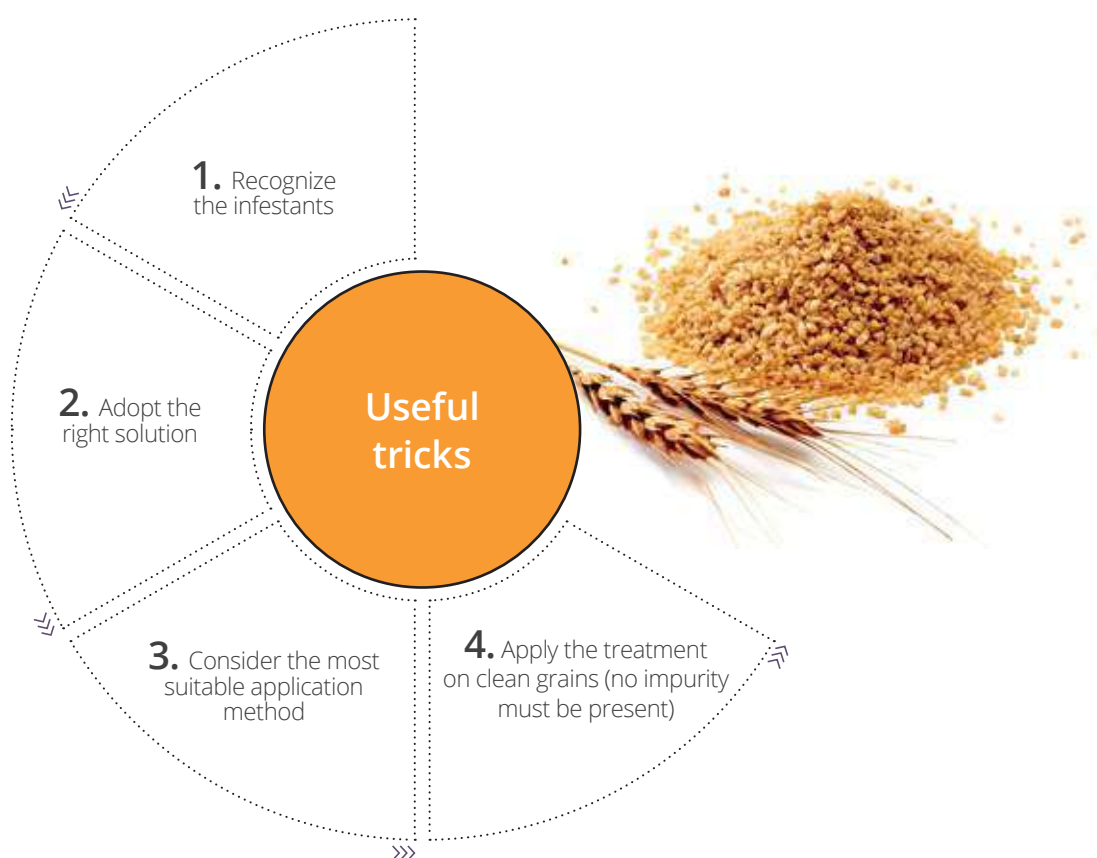 1. Recognize
the infestants
2. Adopt the
right solution
Useful
tricks
3. Consider the most
suitable application
method
4. Apply the treatment
on clean grains (no impurity
must be present)